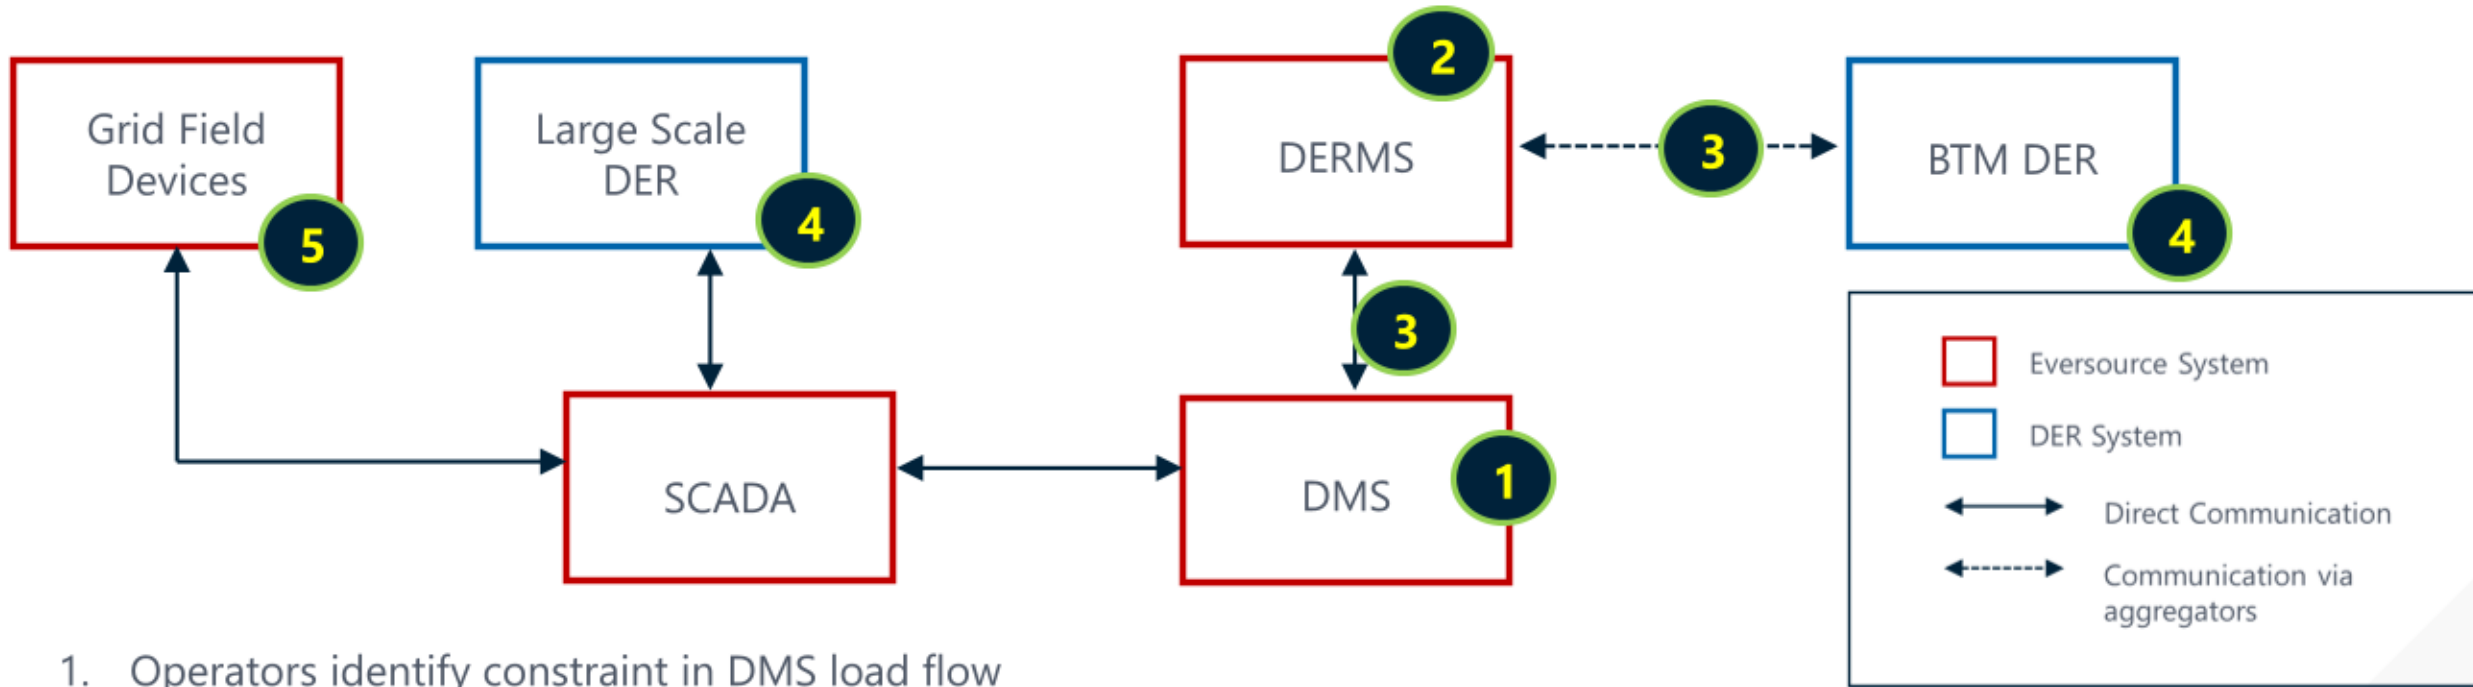 Grid Field
Devices
5
Large Scale
DER
4
DERMS
2
3
BTM DER
4
3
SCADA
DMS
1
Eversource System
DER System
Direct Communication
Communication via
aggregators
1. Operators identify constraint in DMS load flow